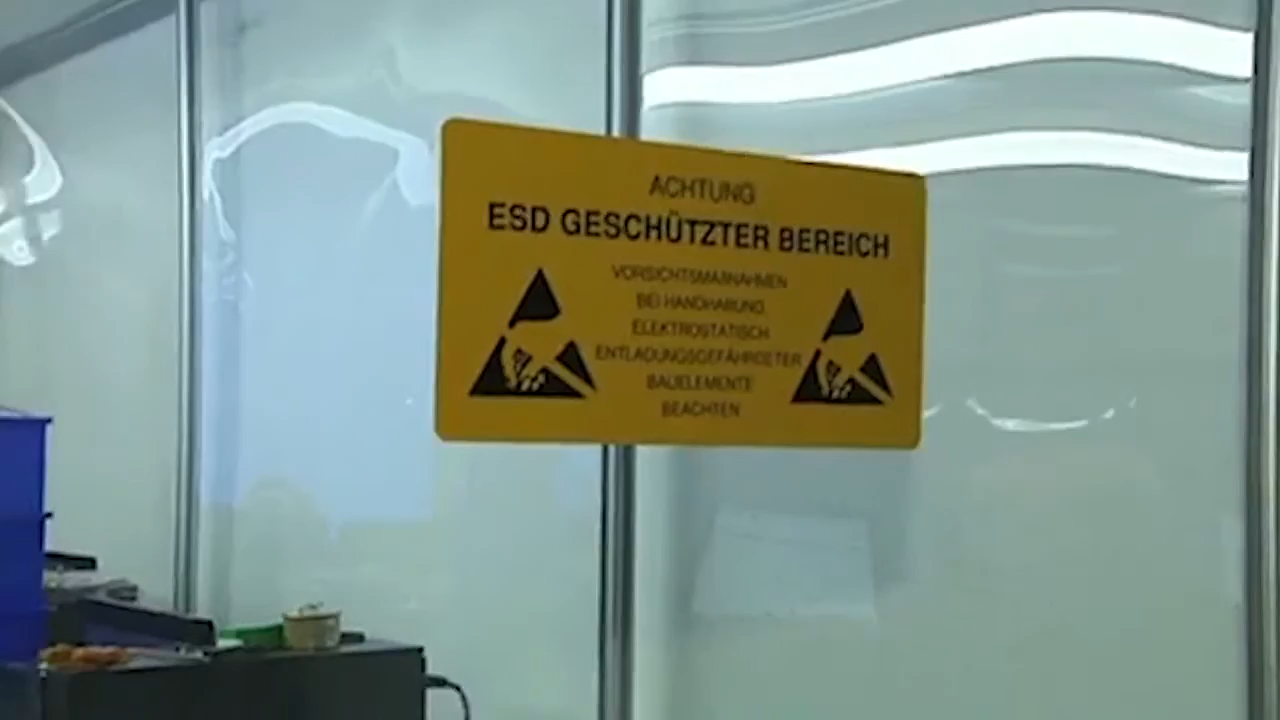 ACHTUNG
ESD GESCHÜTZTER BEREICH
VORSICHTSMAßNAHMEN
BEI HANDHABUNG
ELEKTROSTATISCH
ENTLADUNGSGEFÄHRDETER
BAUELEMENTE
BEACHTEN